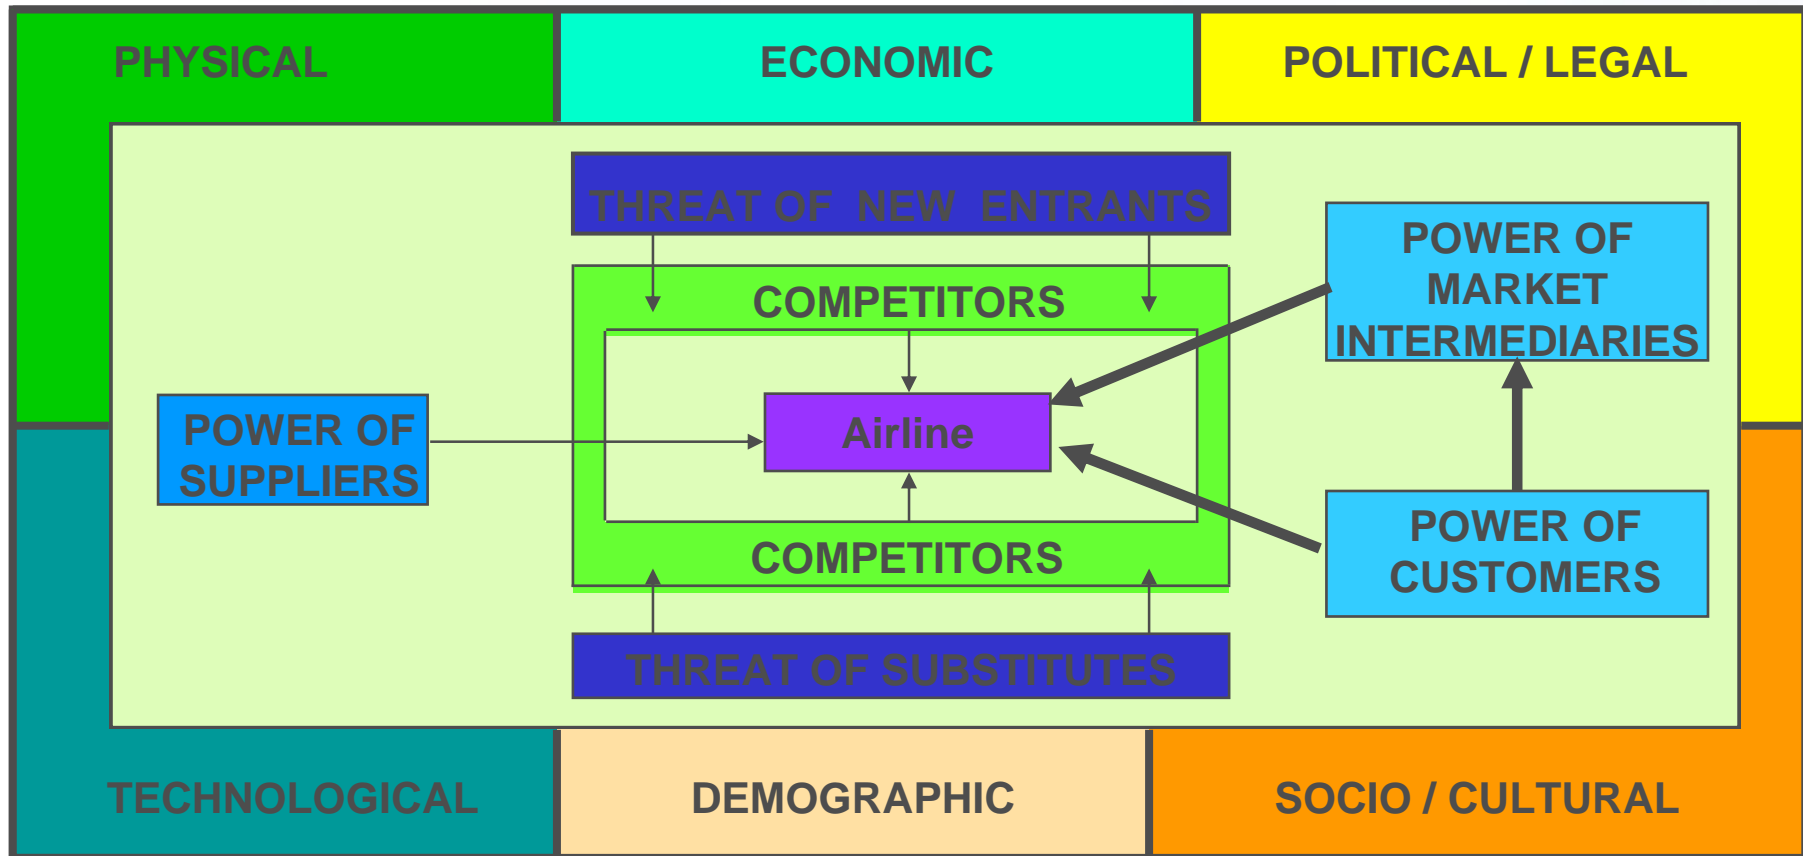 PHYSICAL
ECONOMIC
POLITICAL / LEGAL
THREAT OF NEW ENTRANTS
POWER OF
MARKET
INTERMEDIARIES
COMPETITORS
POWER OF
SUPPLIERS
Airline
COMPETITORS
POWER OF
CUSTOMERS
THREAT OF SUBSTITUTES
TECHNOLOGICAL
DEMOGRAPHIC
SOCIO / CULTURAL